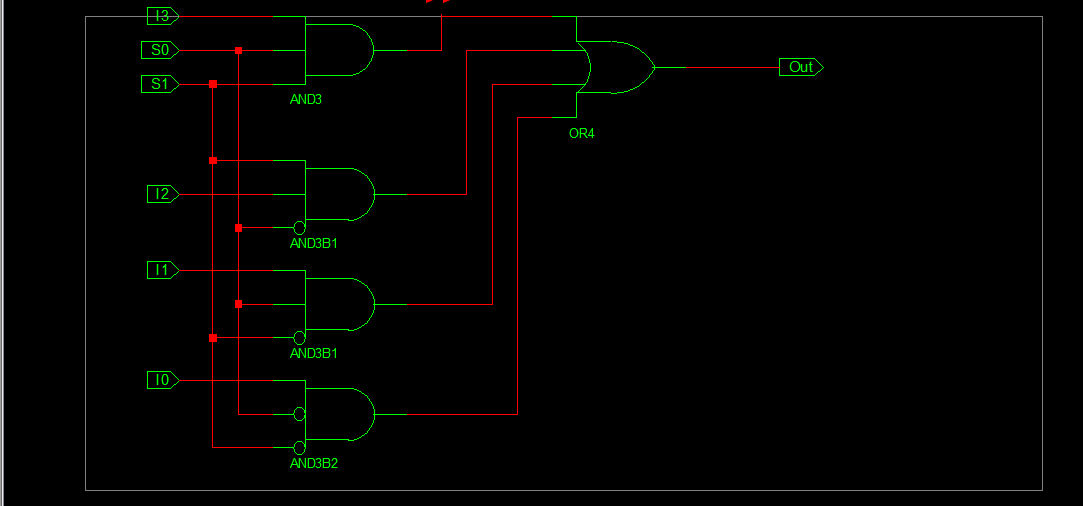 I3
S0
S1
AND3
Out
OR4
I2
AND3B1
I1
AND3B1
I0
AND3B2